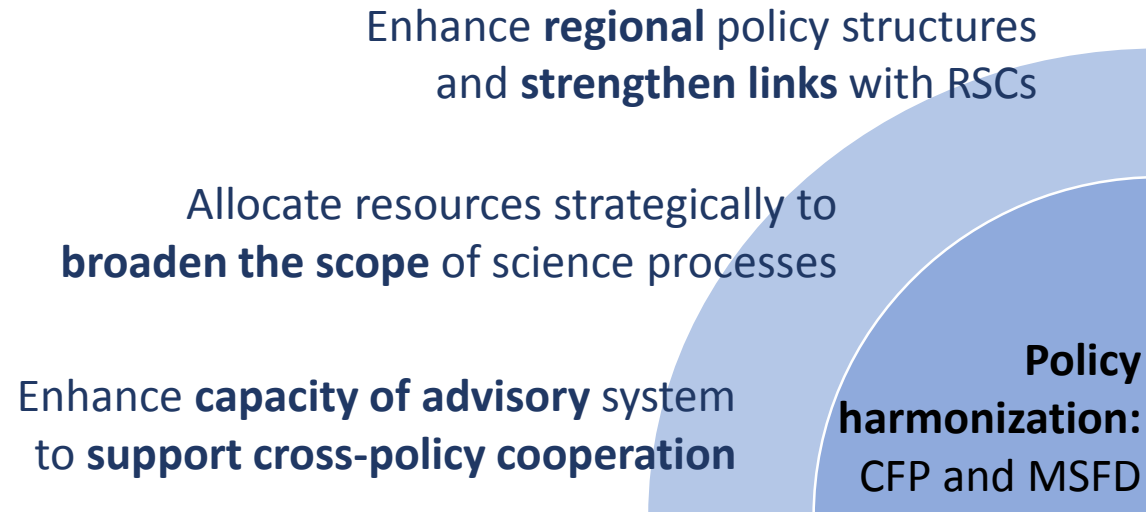 Enhance regional policy structures
and strengthen links with RSCs
Allocate resources strategically to
broaden the scope of science processes
Enhance capacity of advisory system
to support cross-policy cooperation
Policy
harmonization:
CFP and MSFD